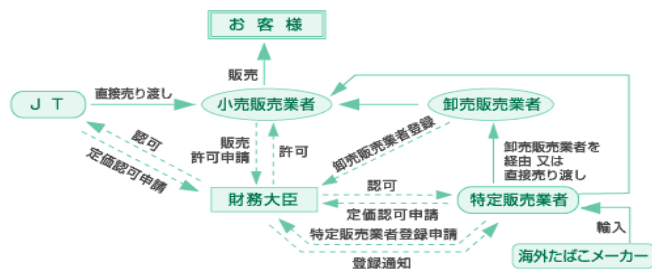 お客様
販売
JT
直接売り渡し
小売販売業者
卸売販売業者
認可
定価認可申請
販売
許可申請
許可
卸売販売業者登録
卸売販売業者を
経由 又は
直接売り渡し
財務大臣
認可
定価認可申請
特定販売業者
特定販売業者登録申請
登録通知
輸入
海外たばこメーカー